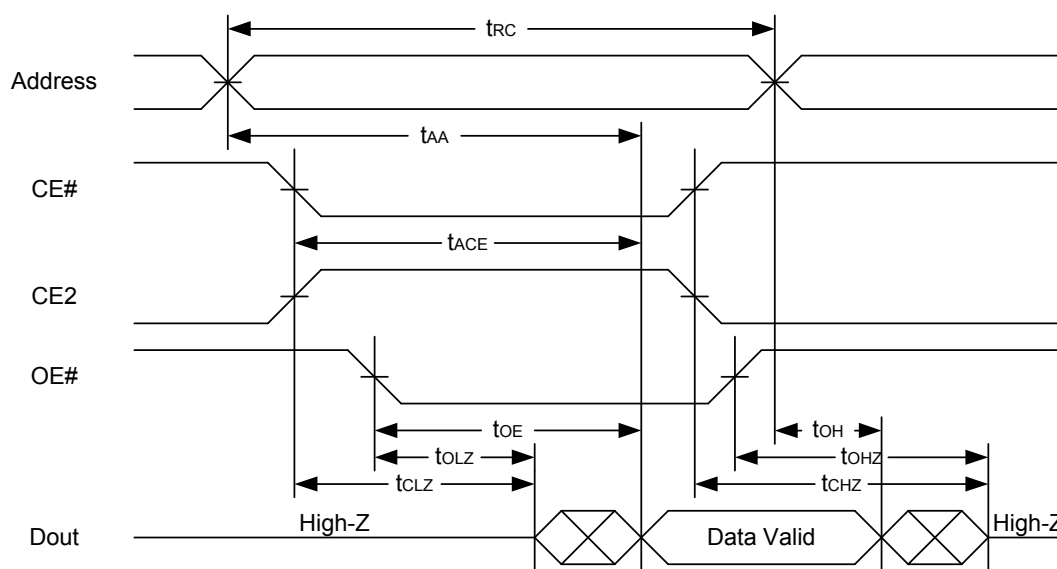 tRC
Address
tAA
CE#
tACE
CE2
OE#
tOE
tOH
tOLZ
tOHZ
tCLZ
tCHZ
High-Z
High-Z
Dout
Data Valid